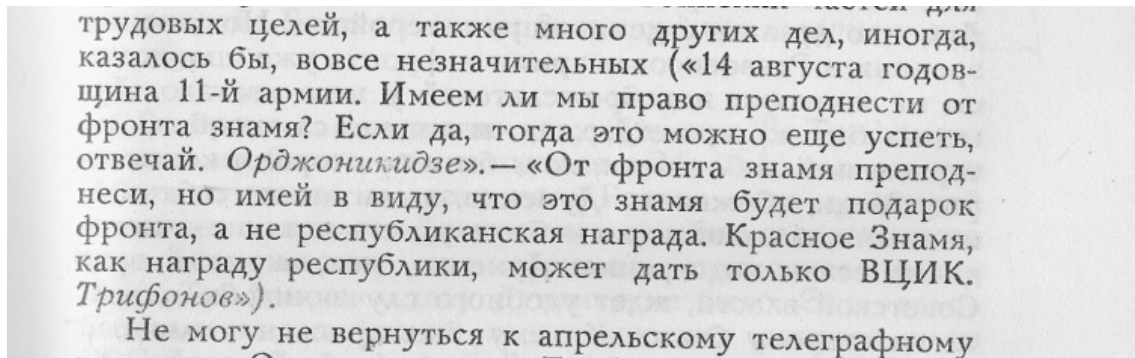 трудовых целей, а также много других дел, иногда,
казалось бы, вовсе незначительных («14 августа годов-
щина 11-й армии. Имеем ли мы право преподнести от
фронта знамя? Если да, тогда это можно еще успеть,
отвечай. Орджоникидзе».— «От фронта знамя препод-
неси, но имей в виду, что это знамя будет подарок
фронта, а не республиканская награда. Красное Знамя,
как награду республики, может дать только ВЦИК.
Трифонов»).
Не могу не вернуться к апрельскому телеграфному